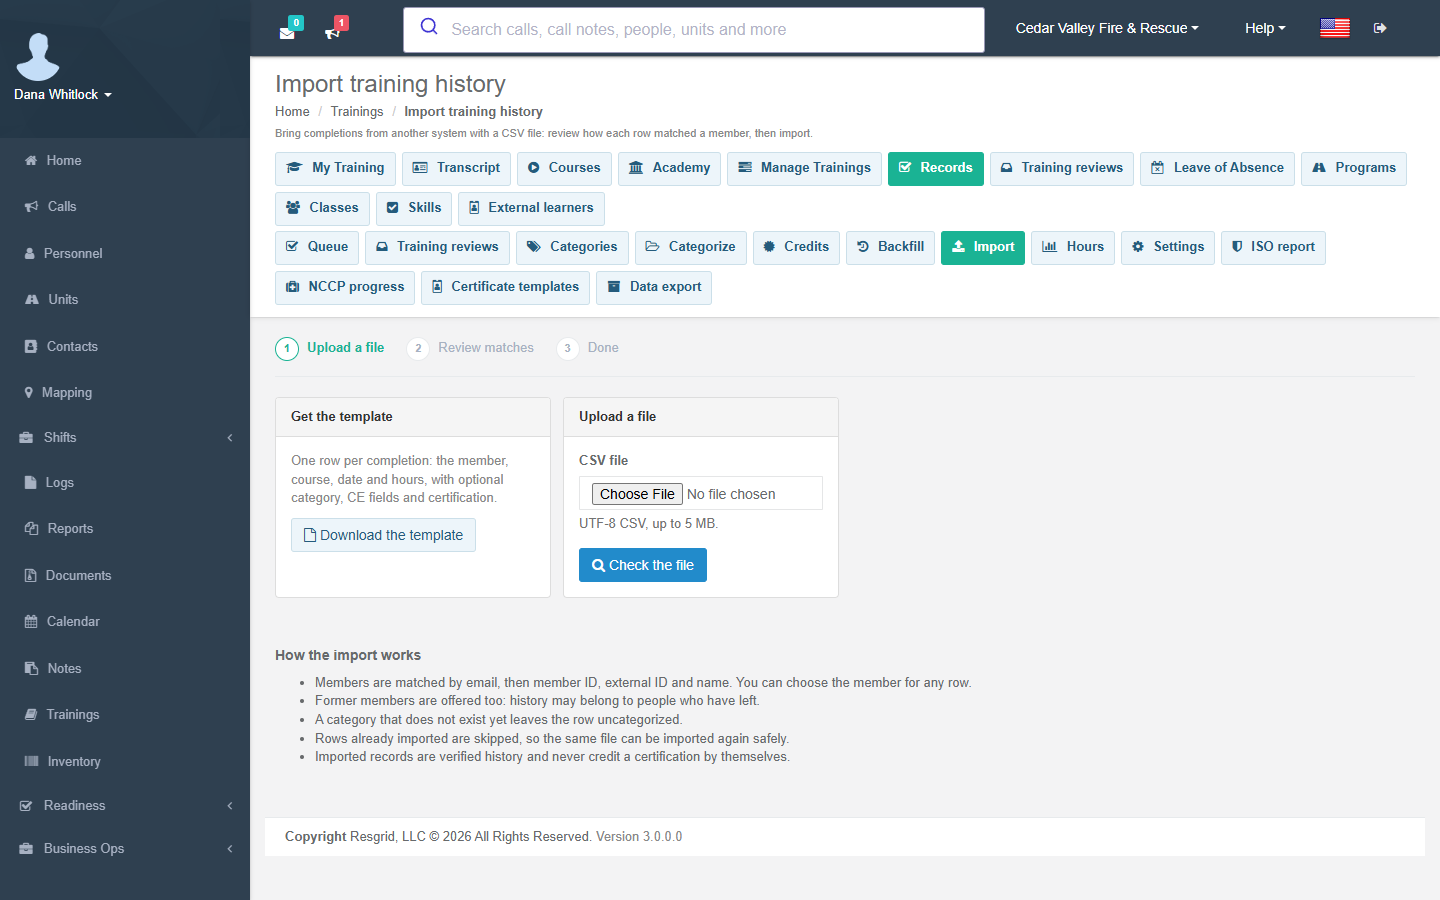 0
1
Search calls, call notes, people, units and more
Cedar Valley Fire & Rescue
Help
Dana Whitlock
Home
Calls
Personnel
Units
Contacts
Mapping
Shifts
Logs
Reports
Documents
Calendar
Notes
Trainings
Inventory
Readiness
Business Ops
Import training history
Home / Trainings / Import training history
Bring completions from another system with a CSV file: review how each row matched a member, then import.
My Training Transcript Courses Academy Manage Trainings Records Training reviews Leave of Absence Programs
Classes Skills External learners
Queue Training reviews Categories Categorize Credits Backfill Import Hours Settings ISO report
NCCP progress Certificate templates Data export
1 Upload a file 2 Review matches 3 Done
Get the template
One row per completion: the member,
course, date and hours, with optional
category, CE fields and certification.
Download the template
Upload a file
CSV file
Choose File No file chosen
UTF-8 CSV, up to 5 MB.
Check the file
How the import works
• Members are matched by email, then member ID, external ID and name. You can choose the member for any row.
• Former members are offered too: history may belong to people who have left.
• A category that does not exist yet leaves the row uncategorized.
• Rows already imported are skipped, so the same file can be imported again safely.
• Imported records are verified history and never credit a certification by themselves.
Copyright Resgrid, LLC © 2026 All Rights Reserved. Version 3.0.0.0